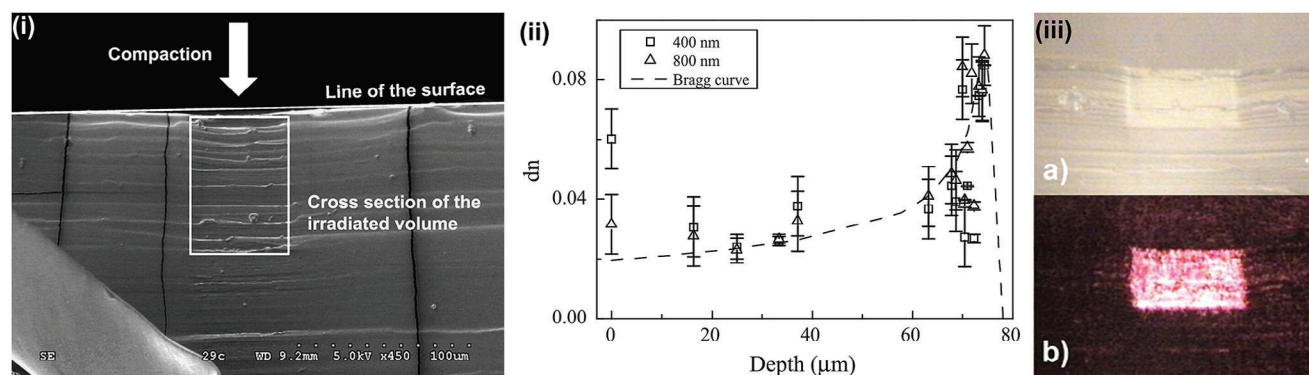 (i)
Compaction
Line of the surface
Cross section of the
irradiated volume
SE 29c WD 9.2mm 5.0kV x450 100um
(ii)
400 nm
800 nm
Bragg curve
dn
0.08
0.04
0.00
0 20 40 60 80
Depth (μm)
(iii)
a)
b)